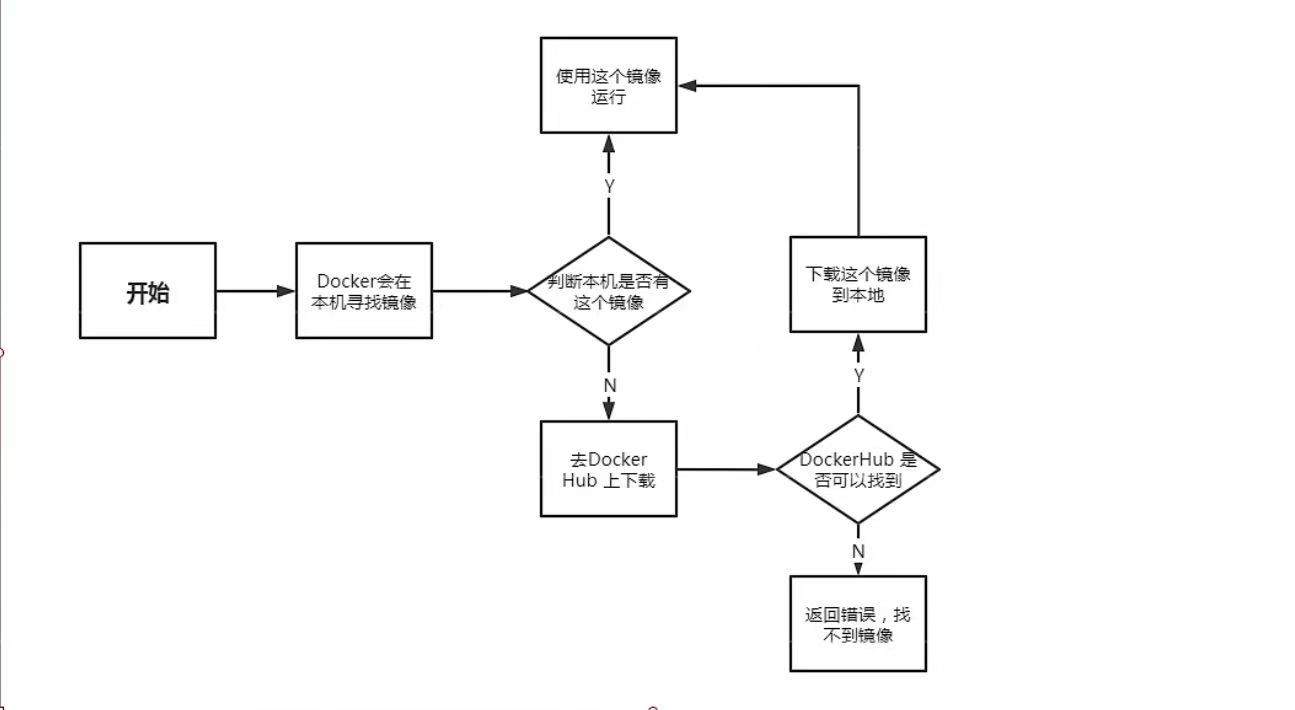 使用这个镜像
运行
Y
开始
Docker会在
本机寻找镜像
判断本机是否有
这个镜像
下载这个镜像
到本地
N
Y
去Docker
Hub 上下载
DockerHub 是
否可以找到
N
返回错误，找
不到镜像